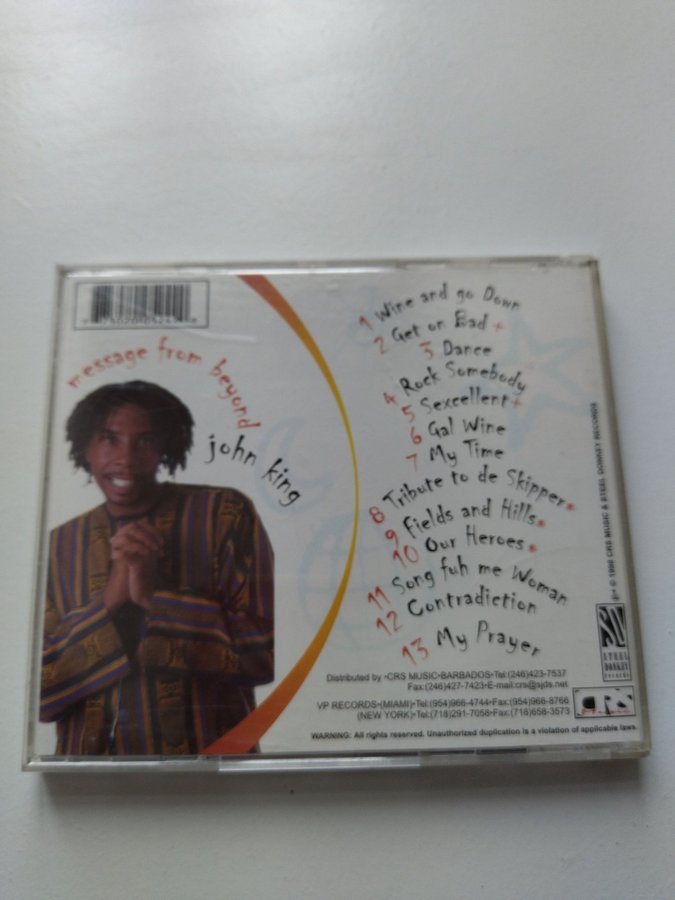 message from beyond
john king
1 Wine and go Down
2 Get on Bad +
3 Dance
4 Rock Somebody
5 Sexcellent +
6 Gal Wine
7 My Time
8 Tribute to de Skipper*
9 Fields and Hills*
10 Our Heroes*
11 Song fuh me Woman
12 Contradiction
13 My Prayer
STEEL
DONKEY
records
Distributed by •CRS MUSIC•BARBADOS•Tel:(246)423-7537
Fax:(246)427-7423•E-mail:crs@sjds.net
VP RECORDS•(MIAMI)•Tel:(954)966-4744•Fax:(954)966-8766
(NEW YORK)•Tel:(718)291-7058•Fax:(718)658-3573
CRS
WARNING: All rights reserved. Unauthorized duplication is a violation of applicable laws.
CRS MUSIC & STEEL DONKEY RECORDS